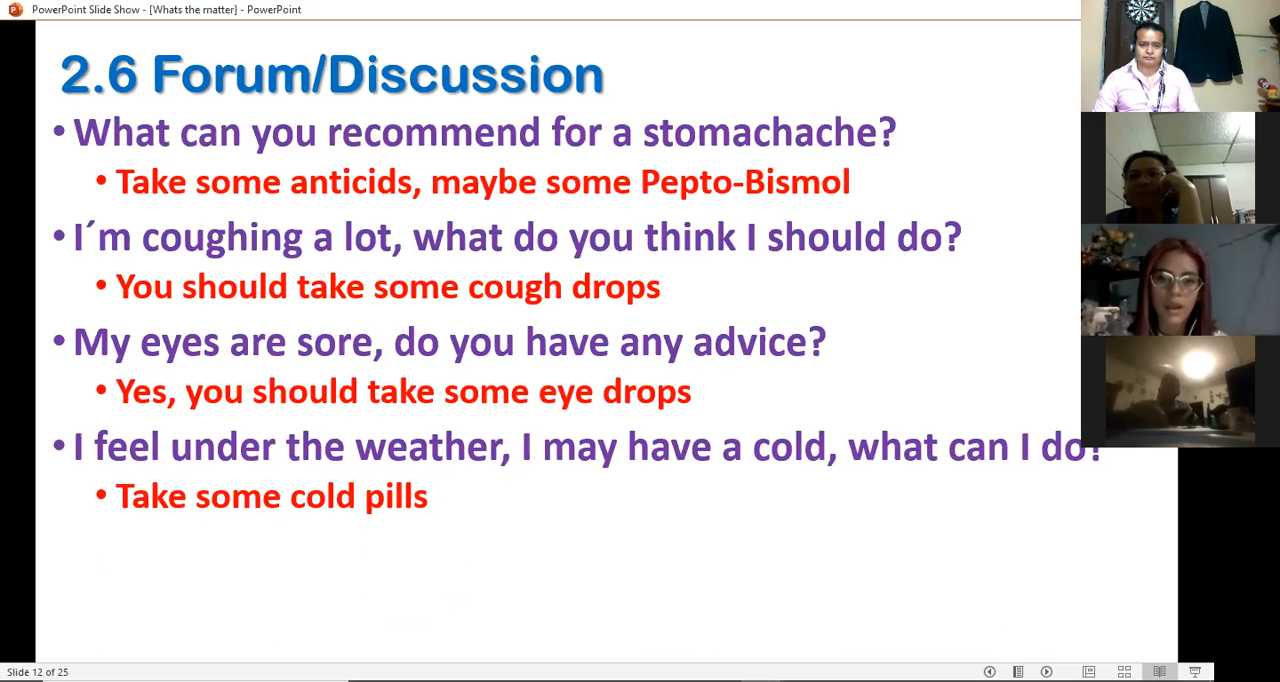 PowerPoint Slide Show - [Whats the matter] - PowerPoint
2.6 Forum/Discussion
• What can you recommend for a stomachache?
• Take some anticids, maybe some Pepto-Bismol
• I´m coughing a lot, what do you think I should do?
• You should take some cough drops
• My eyes are sore, do you have any advice?
• Yes, you should take some eye drops
• I feel under the weather, I may have a cold, what can I do?
• Take some cold pills
Slide 12 of 25